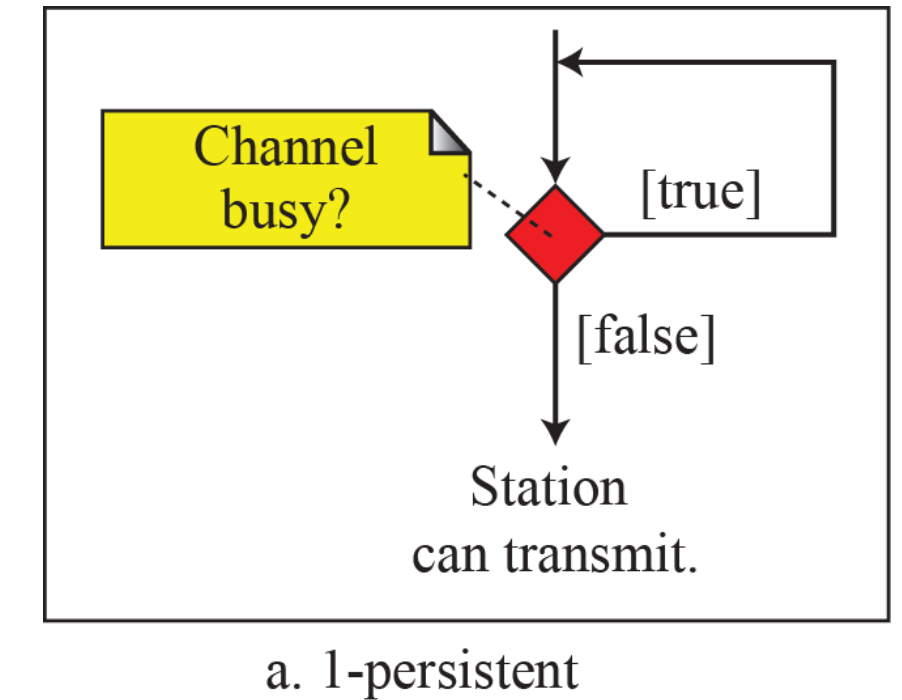 Channel
busy?
[true]
[false]
Station
can transmit.
a. 1-persistent